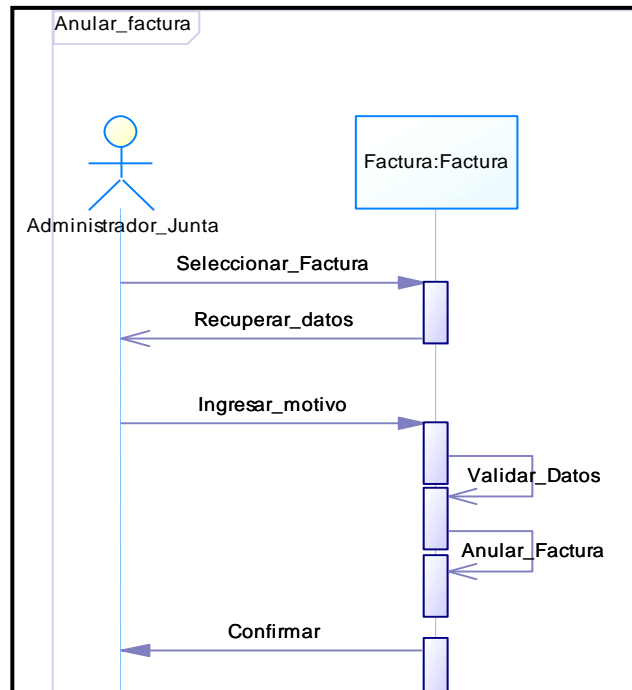 Anular_factura
Factura:Factura
Administrador_Junta
Seleccionar_Factura
Recuperar_datos
Ingresar_motivo
Validar_Datos
Anular_Factura
Confirmar